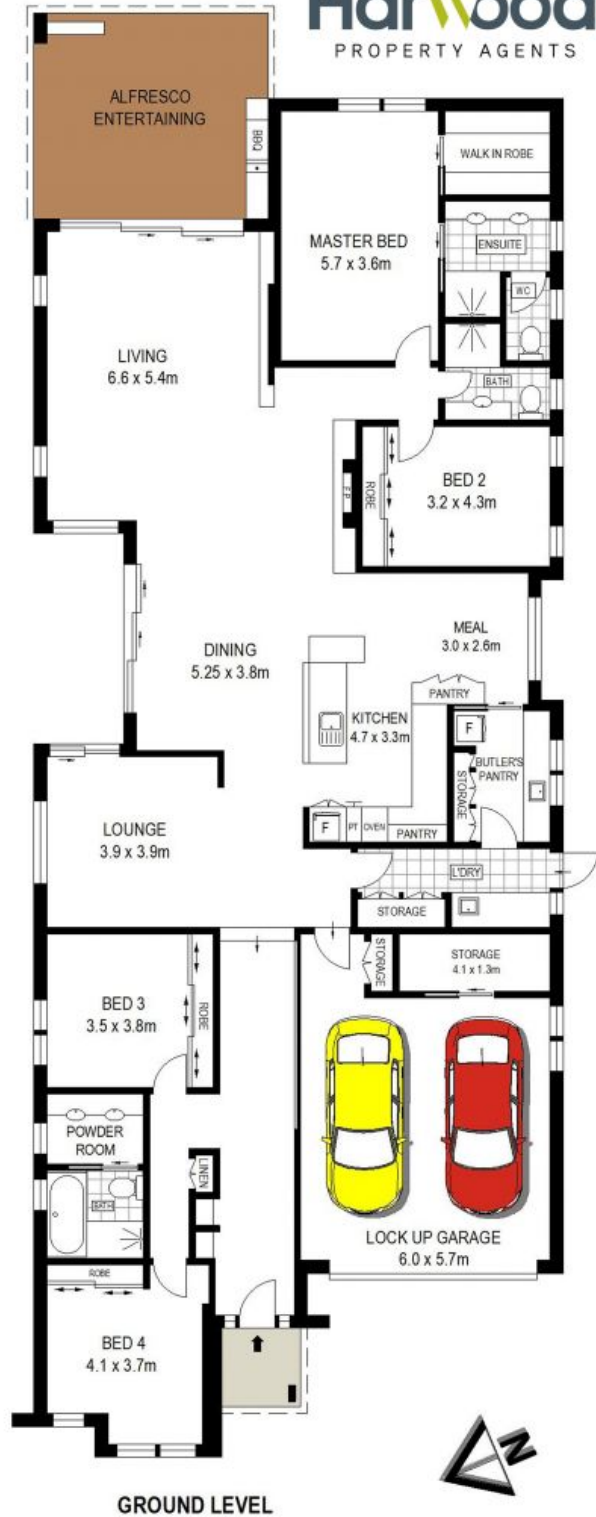 Harwood
PROPERTY AGENTS
ALFRESCO
ENTERTAINING
BBQ
WALK IN ROBE
MASTER BED
5.7 x 3.6m
ENSUITE
WC
LIVING
6.6 x 5.4m
BATH
BED 2
3.2 x 4.3m
ROBE
F P
MEAL
3.0 x 2.6m
DINING
5.25 x 3.8m
PANTRY
KITCHEN
4.7 x 3.3m
F
BUTLER'S
PANTRY
STORAGE
LOUNGE
3.9 x 3.9m
F
PT
OVEN
PANTRY
L'DRY
STORAGE
STORAGE
STORAGE
4.1 x 1.3m
BED 3
3.5 x 3.8m
ROBE
POWDER
ROOM
BATH
LINEN
LOCK UP GARAGE
6.0 x 5.7m
ROBE
BED 4
4.1 x 3.7m
N
GROUND LEVEL